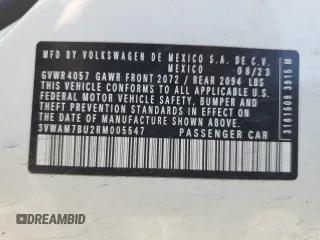 MFD BY VOLKSWAGEN DE MEXICO S.A. DE C.V.
MEXICO 08/23
GVWR 4057 GAWR FRONT 2072 / REAR 2094 LBS
THIS VEHICLE CONFORMS TO ALL APPLICABLE
FEDERAL MOTOR VEHICLE SAFETY, BUMPER, AND
THEFT PREVENTION STANDARDS IN EFFECT ON
THE DATE OF MANUFACTURE SHOWN ABOVE.
3VWAM7BU2RM005547 PASSENGER CAR
3161509 3915 M
DREAMBID